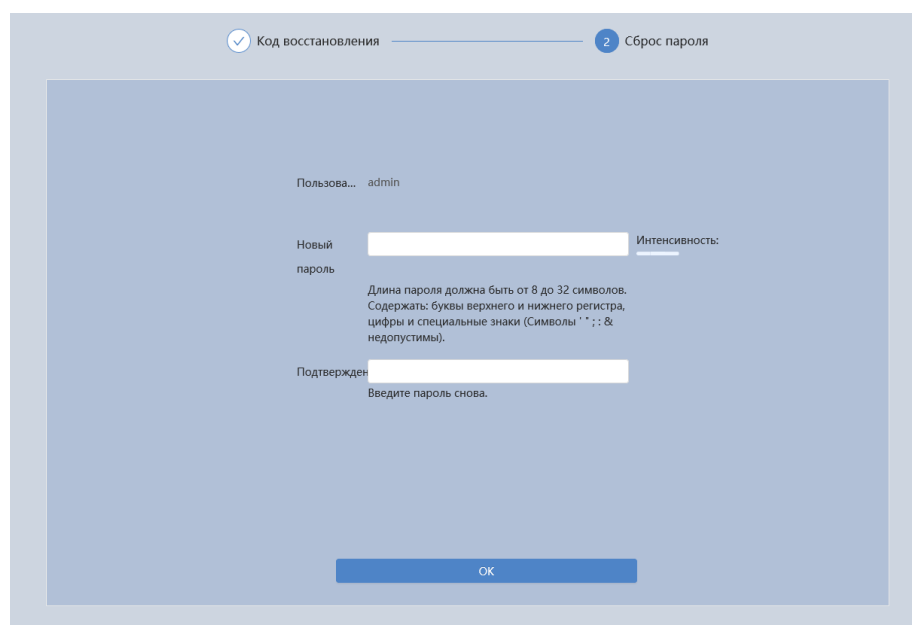 Код восстановления
2 Сброс пароля
Пользова... admin
Новый
пароль
Интенсивность:
Длина пароля должна быть от 8 до 32 символов.
Содержать: буквы верхнего и нижнего регистра,
цифры и специальные знаки (Символы ' " ; : &
недопустимы).
Подтвержден
Введите пароль снова.
OK